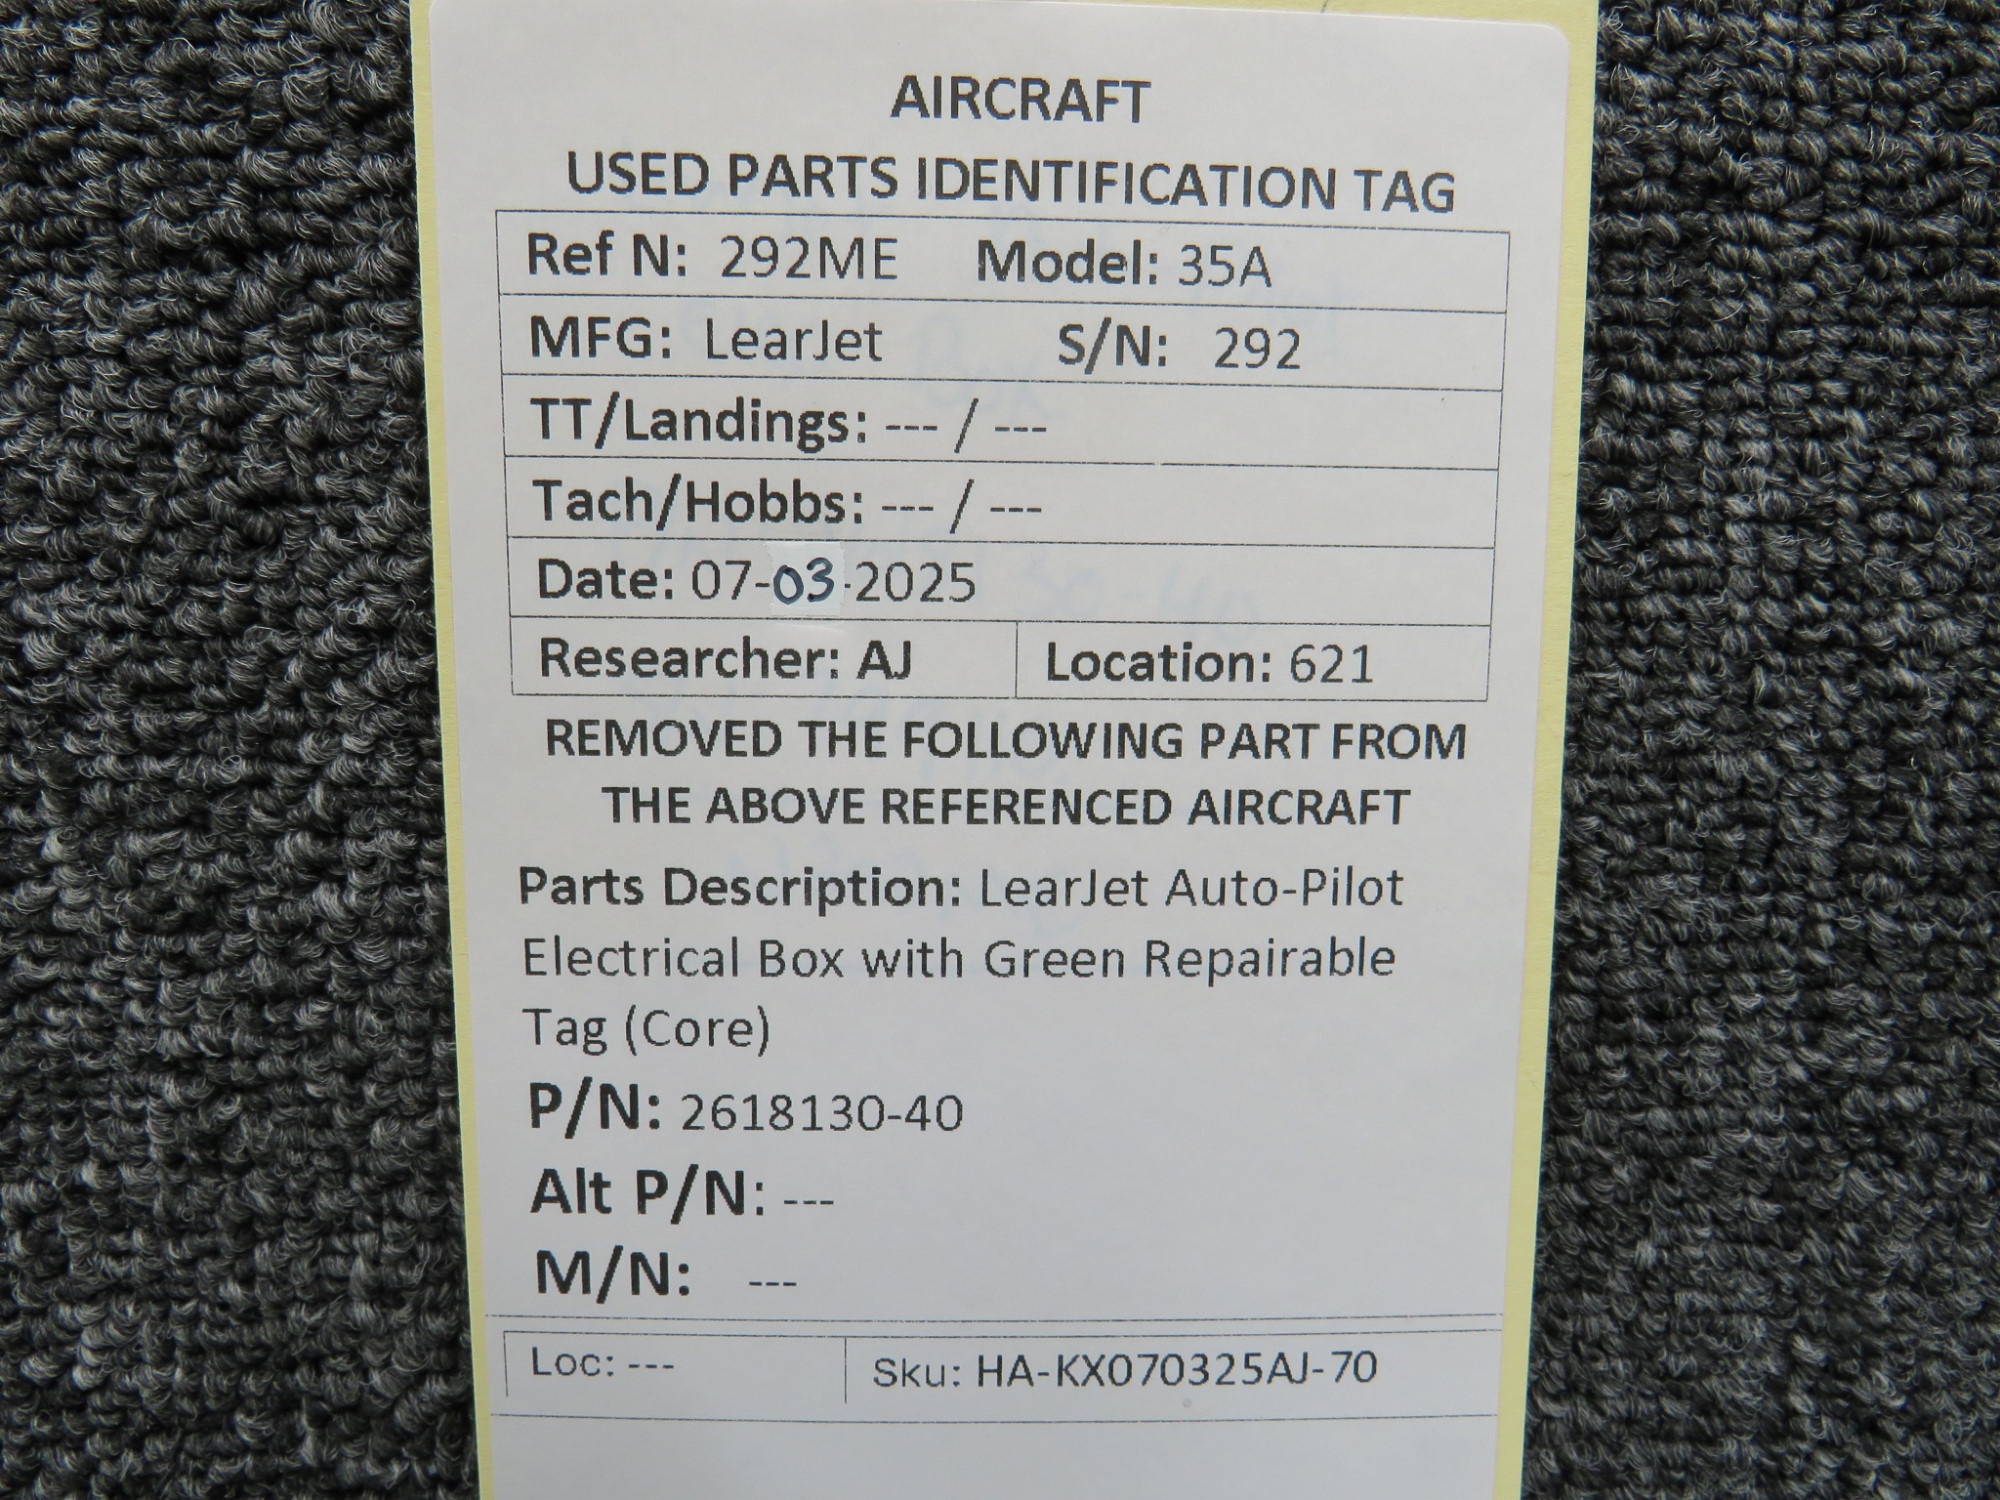 AIRCRAFT
USED PARTS IDENTIFICATION TAG
Ref N: 292ME Model: 35A
MFG: LearJet S/N: 292
TT/Landings: --- / ---
Tach/Hobbs: --- / ---
Date: 07-03-2025
Researcher: AJ Location: 621
REMOVED THE FOLLOWING PART FROM
THE ABOVE REFERENCED AIRCRAFT
Parts Description: LearJet Auto-Pilot
Electrical Box with Green Repairable
Tag (Core)
P/N: 2618130-40
Alt P/N: ---
M/N: ---
Loc: --- Sku: HA-KX070325AJ-70